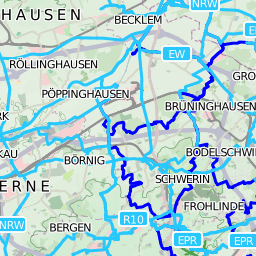 NRW
HAUSEN
BECKLEM
EW
RÖLLINGHAUSEN
GRO
PÖPPINGHAUSEN
BRÜNINGHAUSEN
RK
KAU
BÖRNIG
BODELSCHWI
ERNE
SCHWERIN
FROHLINDE
R10
NRW
BERGEN
EPR
EPR